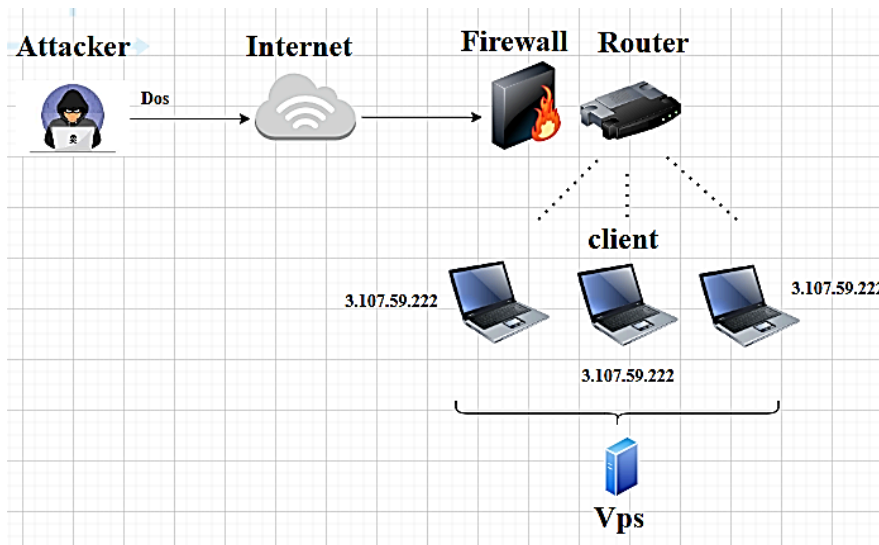 Attacker
Internet
Firewall
Router
Dos
client
3.107.59.222
3.107.59.222
3.107.59.222
Vps